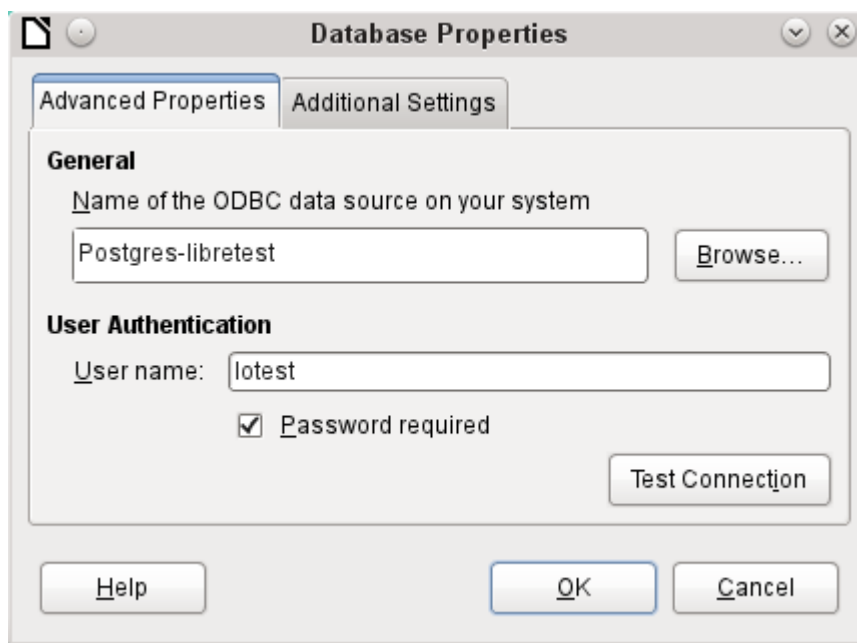 Database Properties
Advanced Properties Additional Settings
General
Name of the ODBC data source on your system
Postgres-libretest Browse...
User Authentication
User name: lotest
Password required
Test Connection
Help OK Cancel